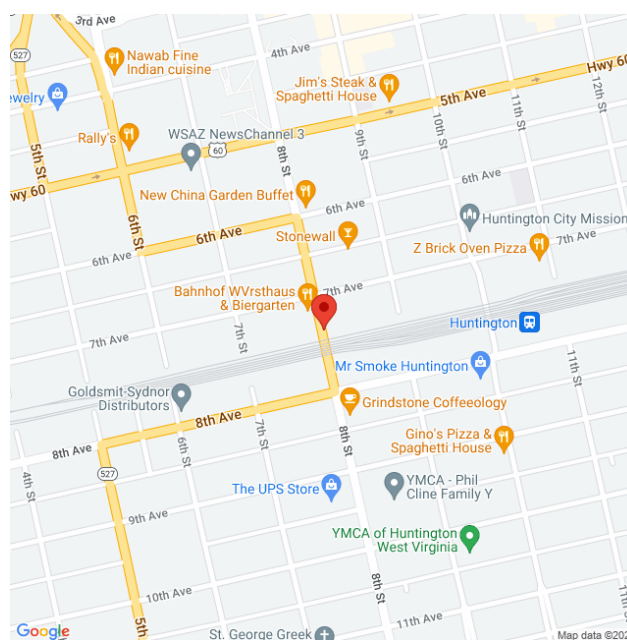 3rd Ave
527
Nawab Fine
Indian cuisine
4th Ave
Hwy 60
Jim's Steak &
Spaghetti House
12th St
ewelry
5th Ave
11th St
10th St
Rally's
WSAZ NewsChannel 3
9th St
5th St
60
8th St
Hwy 60
6th Ave
New China Garden Buffet
6th St
6th Ave
Stonewall
Huntington City Mission
Z Brick Oven Pizza
7th Ave
6th Ave
7th Ave
Bahnhof WVrsthaus
& Biergarten
7th St
7th Ave
Huntington
Mr Smoke Huntington
11th St
Goldsmit-Sydnor
Distributors
Grindstone Coffeeology
8th Ave
8th Ave
6th St
7th St
8th St
Gino's Pizza &
Spaghetti House
4th St
527
The UPS Store
YMCA - Phil
Cline Family Y
9th Ave
YMCA of Huntington
West Virginia
10th Ave
8th St
5th St
11th Ave
Google
St. George Greek
Map data ©20